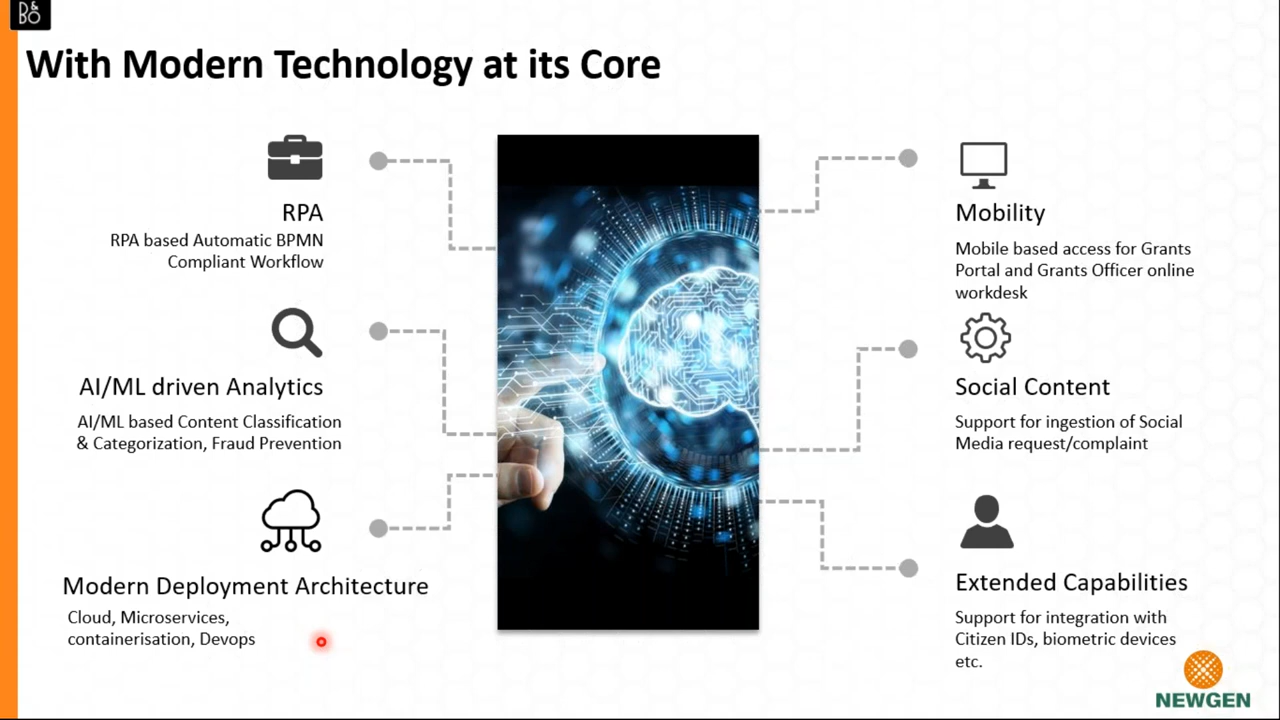 B&O
With Modern Technology at its Core
RPA
RPA based Automatic BPMN
Compliant Workflow
AI/ML driven Analytics
AI/ML based Content Classification
& Categorization, Fraud Prevention
Modern Deployment Architecture
Cloud, Microservices,
containerisation, Devops
Mobility
Mobile based access for Grants
Portal and Grants Officer online
workdesk
Social Content
Support for ingestion of Social
Media request/complaint
Extended Capabilities
Support for integration with
Citizen IDs, biometric devices
etc.
NEWGEN